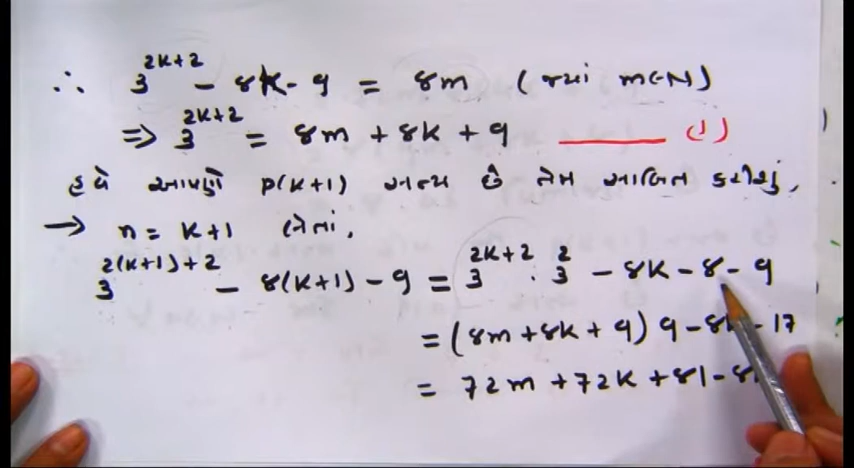 ∴ 3^{2k+2} - 8k - 9 = 8m (જ્યાં m∈N)
⇒ 3^{2k+2} = 8m + 8k + 9 ——— (1)
હવે આપણે P(k+1) સત્ય છે તેમ સાબિત કરીશું.
→ n = k+1 લેતાં,
3^{2(k+1)+2} - 8(k+1) - 9 = 3^{2k+2} · 3^2 - 8k - 8 - 9
= (8m + 8k + 9) 9 - 8 - 17
= 72m + 72k + 81 - 8